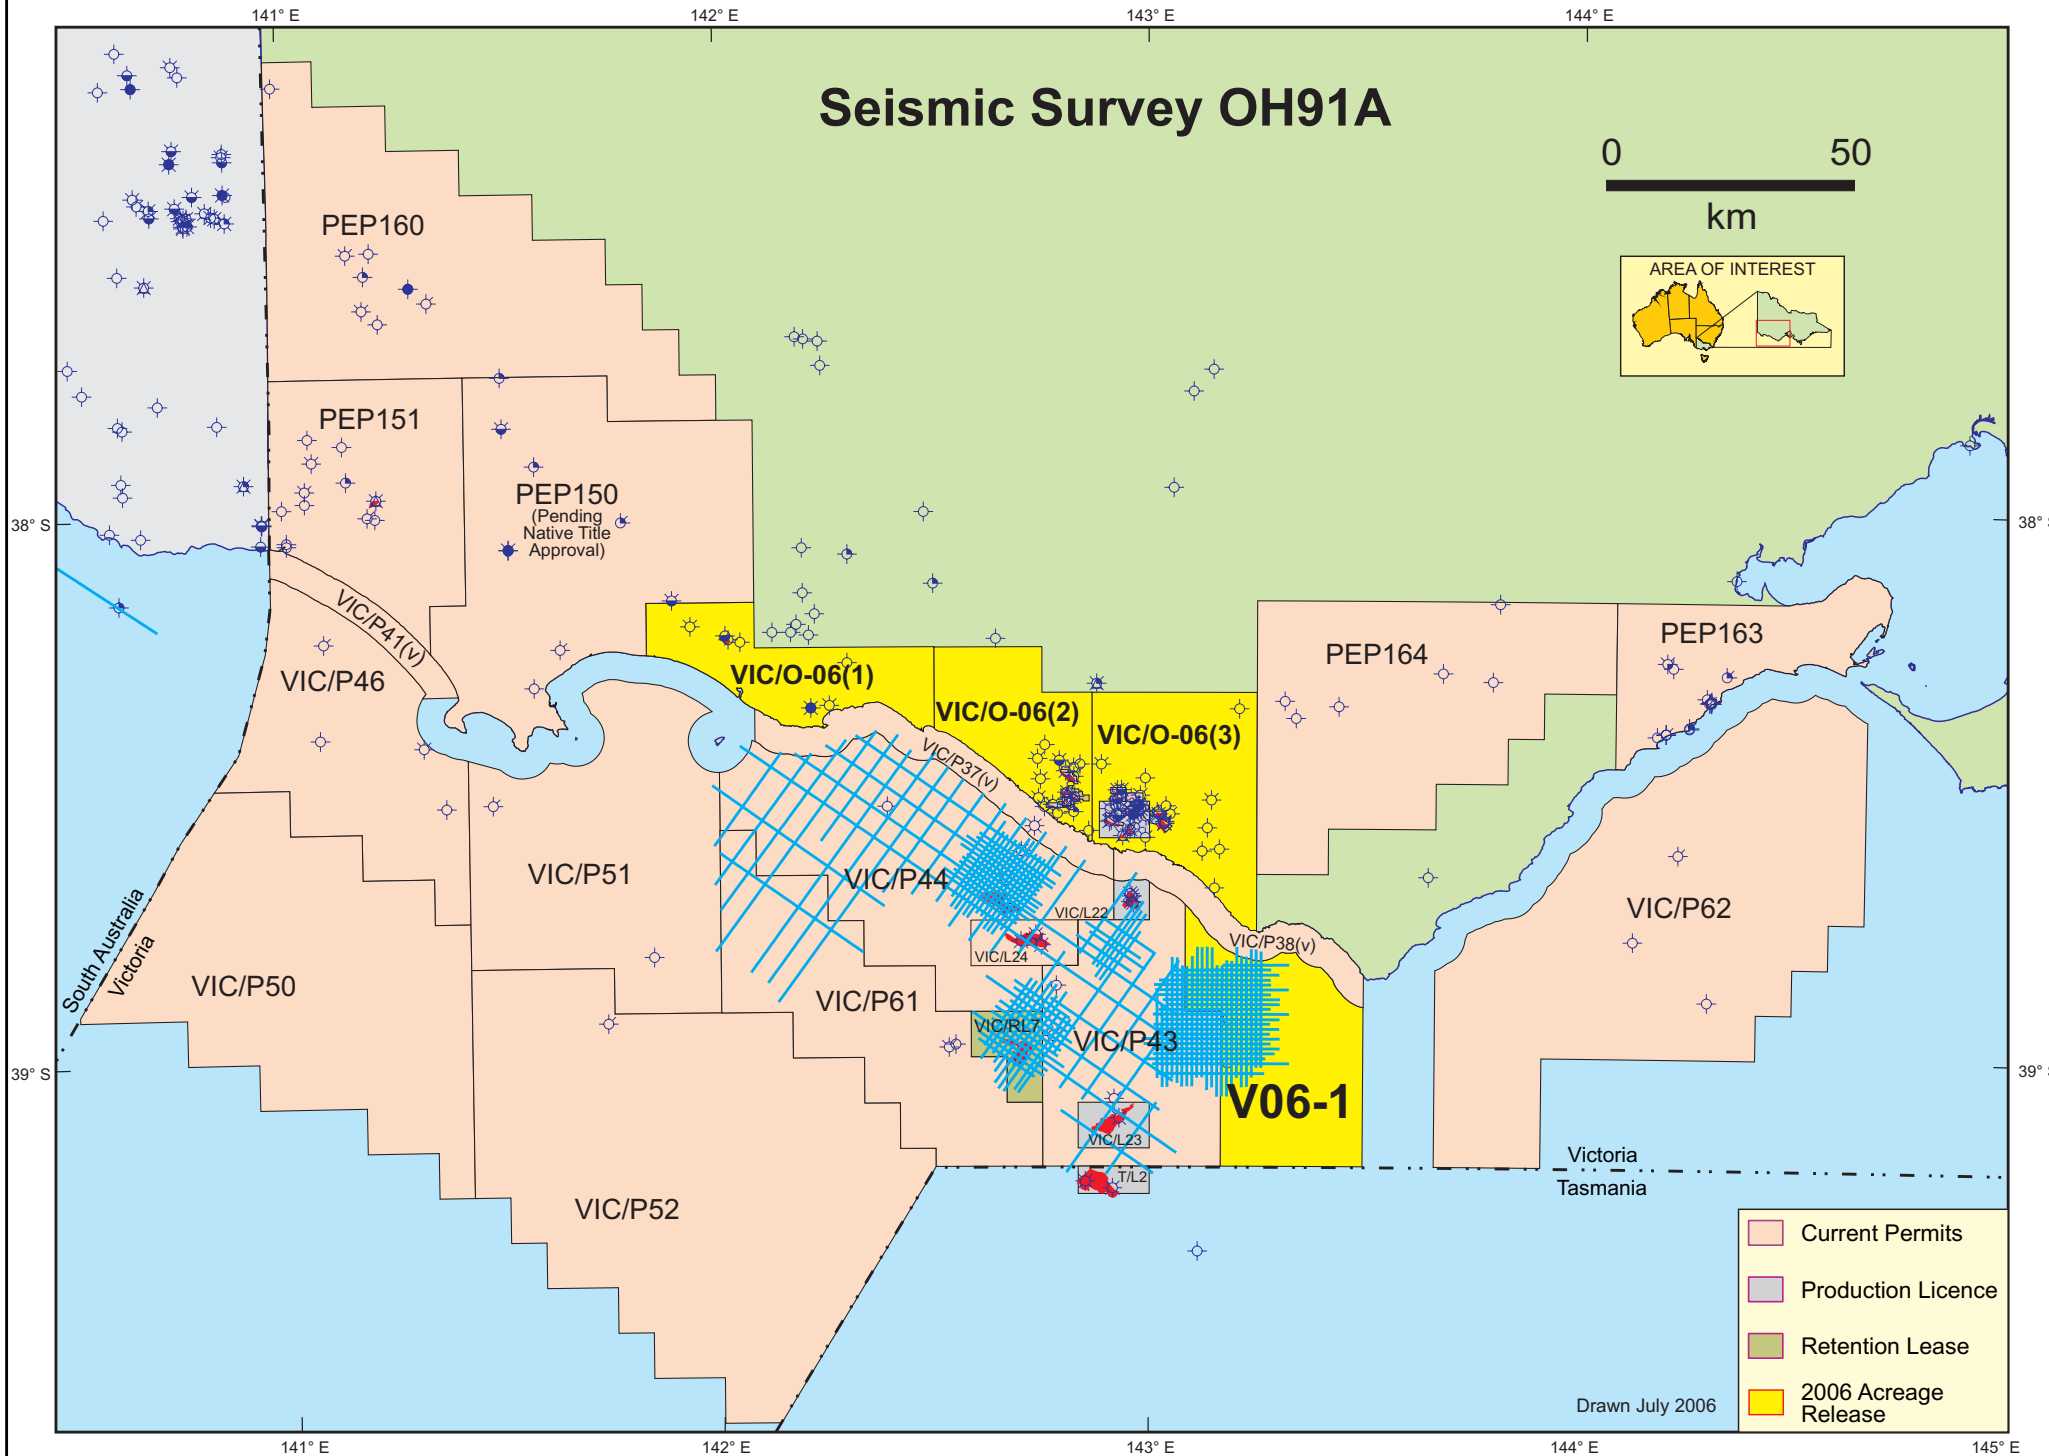 141° E
142° E
143° E
144° E
Seismic Survey OH91A
0
50
km
AREA OF INTEREST
PEP160
PEP151
PEP150
(Pending
Native Title
Approval)
38° S
38°
VIC/P41(v)
VIC/P46
VIC/O-06(1)
VIC/O-06(2)
VIC/O-06(3)
PEP164
PEP163
VIC/P37(v)
VIC/P51
VIC/P44
VIC/L22
VIC/L24
VIC/P38(v)
VIC/P62
South Australia
Victoria
VIC/P50
VIC/P61
VIC/RL7
VIC/P43
39° S
39°
V06-1
VIC/L23
T/L2
Victoria
Tasmania
VIC/P52
Current Permits
Production Licence
Retention Lease
2006 Acreage
Release
Drawn July 2006
141° E
142° E
143° E
144° E
145° E